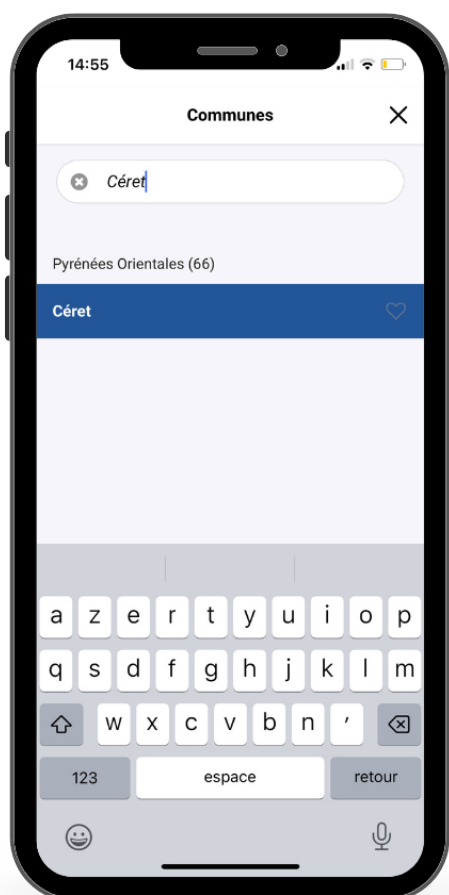 14:55
Communes
Céret
Pyrénées Orientales (66)
Céret
a z e r t y u i o p
q s d f g h j k l m
w x c v b n ′
123 espace retour